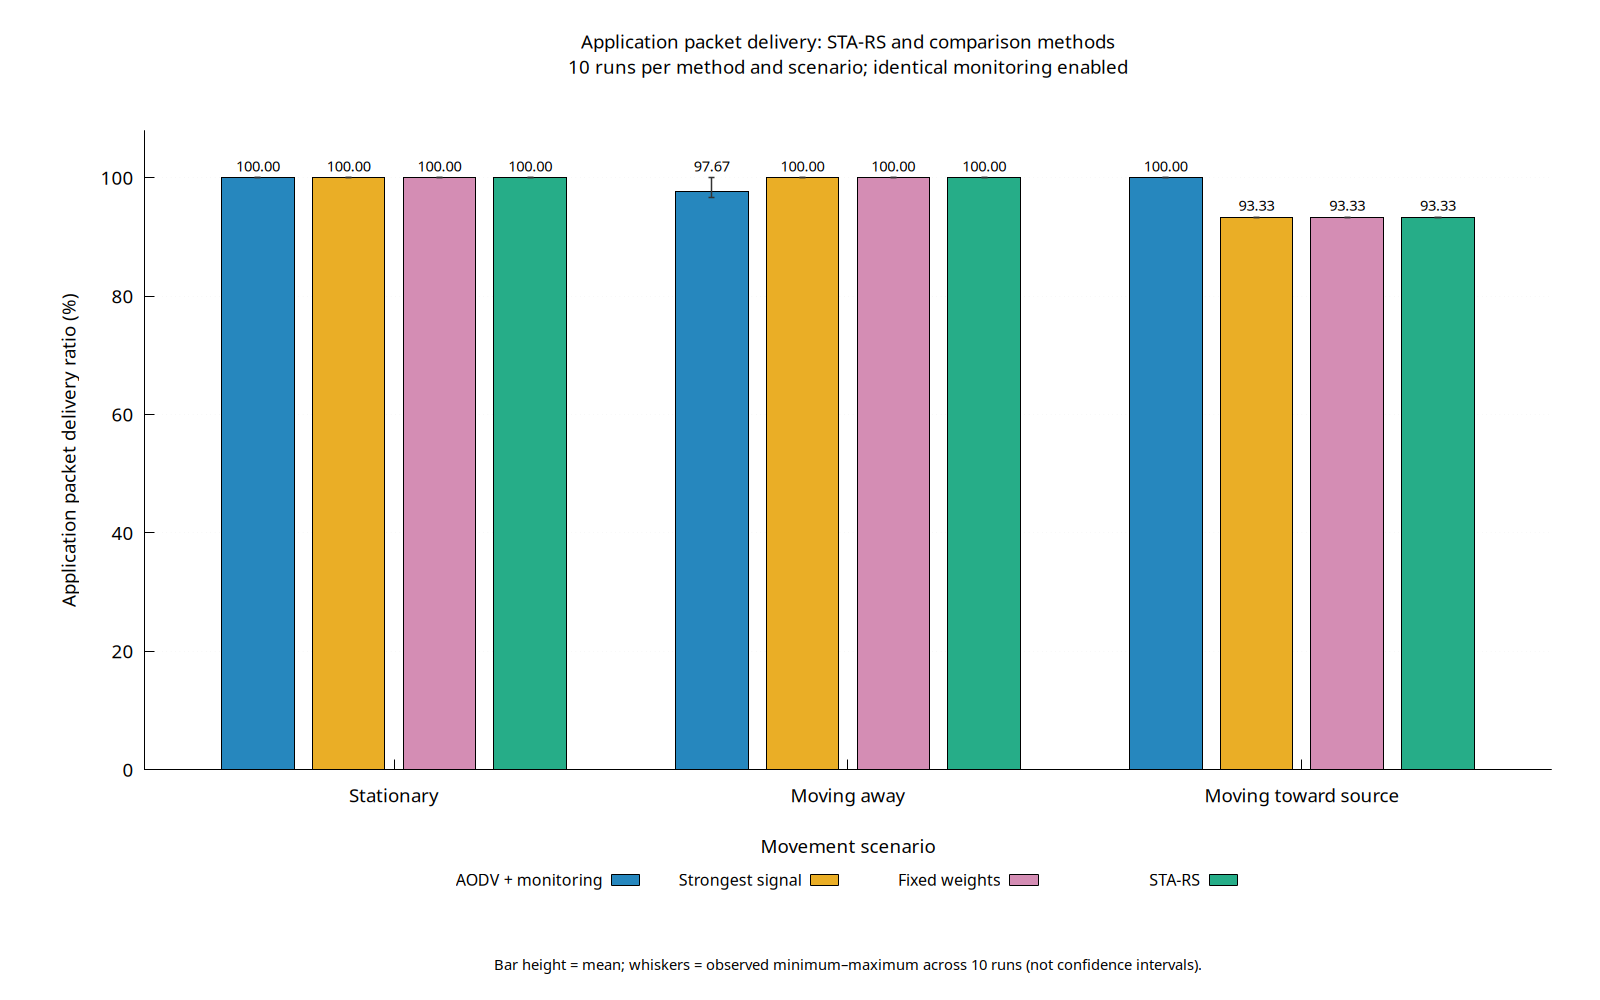 Application packet delivery: STA-RS and comparison methods
10 runs per method and scenario; identical monitoring enabled
Application packet delivery ratio (%)
100
80
60
40
20
0
100.00 100.00 100.00 100.00
97.67 100.00 100.00 100.00
100.00 93.33 93.33 93.33
Stationary Moving away Moving toward source
Movement scenario
AODV + monitoring Strongest signal Fixed weights STA-RS
Bar height = mean; whiskers = observed minimum–maximum across 10 runs (not confidence intervals).